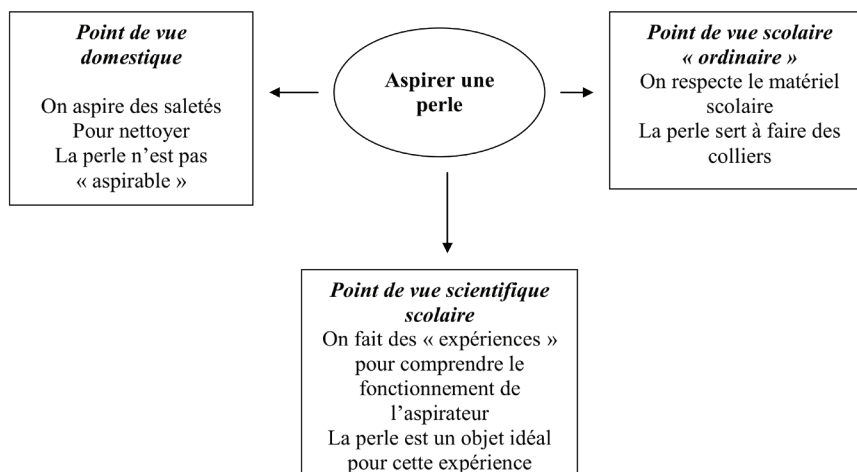 Point de vue
domestique
On aspire des saletés
Pour nettoyer
La perle n'est pas
« aspirable »
Aspirer une
perle
Point de vue scolaire
« ordinaire »
On respecte le matériel
scolaire
La perle sert à faire des
colliers
Point de vue scientifique
scolaire
On fait des « expériences »
pour comprendre le
fonctionnement de
l'aspirateur
La perle est un objet idéal
pour cette expérience